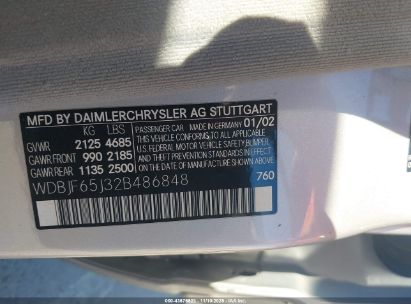 MFD BY DAIMLERCHRYSLER AG STUTTGART
KG LBS PASSENGER CAR MADE IN GERMANY 01/02
GVWR 2125 4685 THIS VEHICLE CONFORMS TO ALL APPLICABLE
GAWR FRONT 990 2185 U.S. FEDERAL MOTOR VEHICLE SAFETY, BUMPER,
GAWR REAR 1135 2500 AND THEFT PREVENTION STANDARDS IN EFFECT
ON THE DATE OF MANUFACTURE SHOWN ABOVE.
WDBJF65J32B486848 760